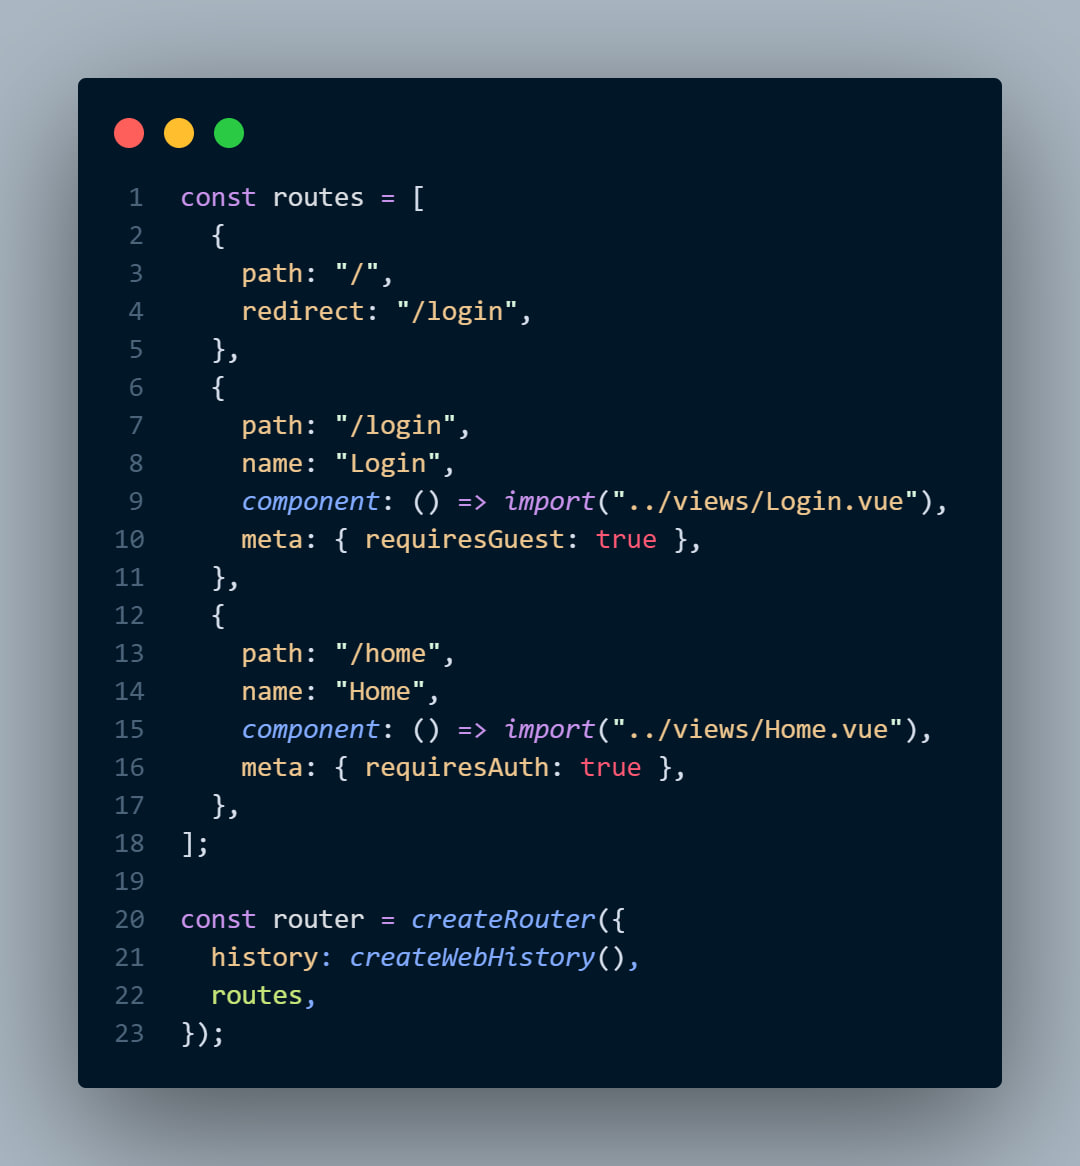 1 const routes = [
2   {
3     path: "/",
4     redirect: "/login",
5   },
6   {
7     path: "/login",
8     name: "Login",
9     component: () => import("../views/Login.vue"),
10     meta: { requiresGuest: true },
11   },
12   {
13     path: "/home",
14     name: "Home",
15     component: () => import("../views/Home.vue"),
16     meta: { requiresAuth: true },
17   },
18 ];
19
20 const router = createRouter({
21   history: createWebHistory(),
22   routes,
23 });